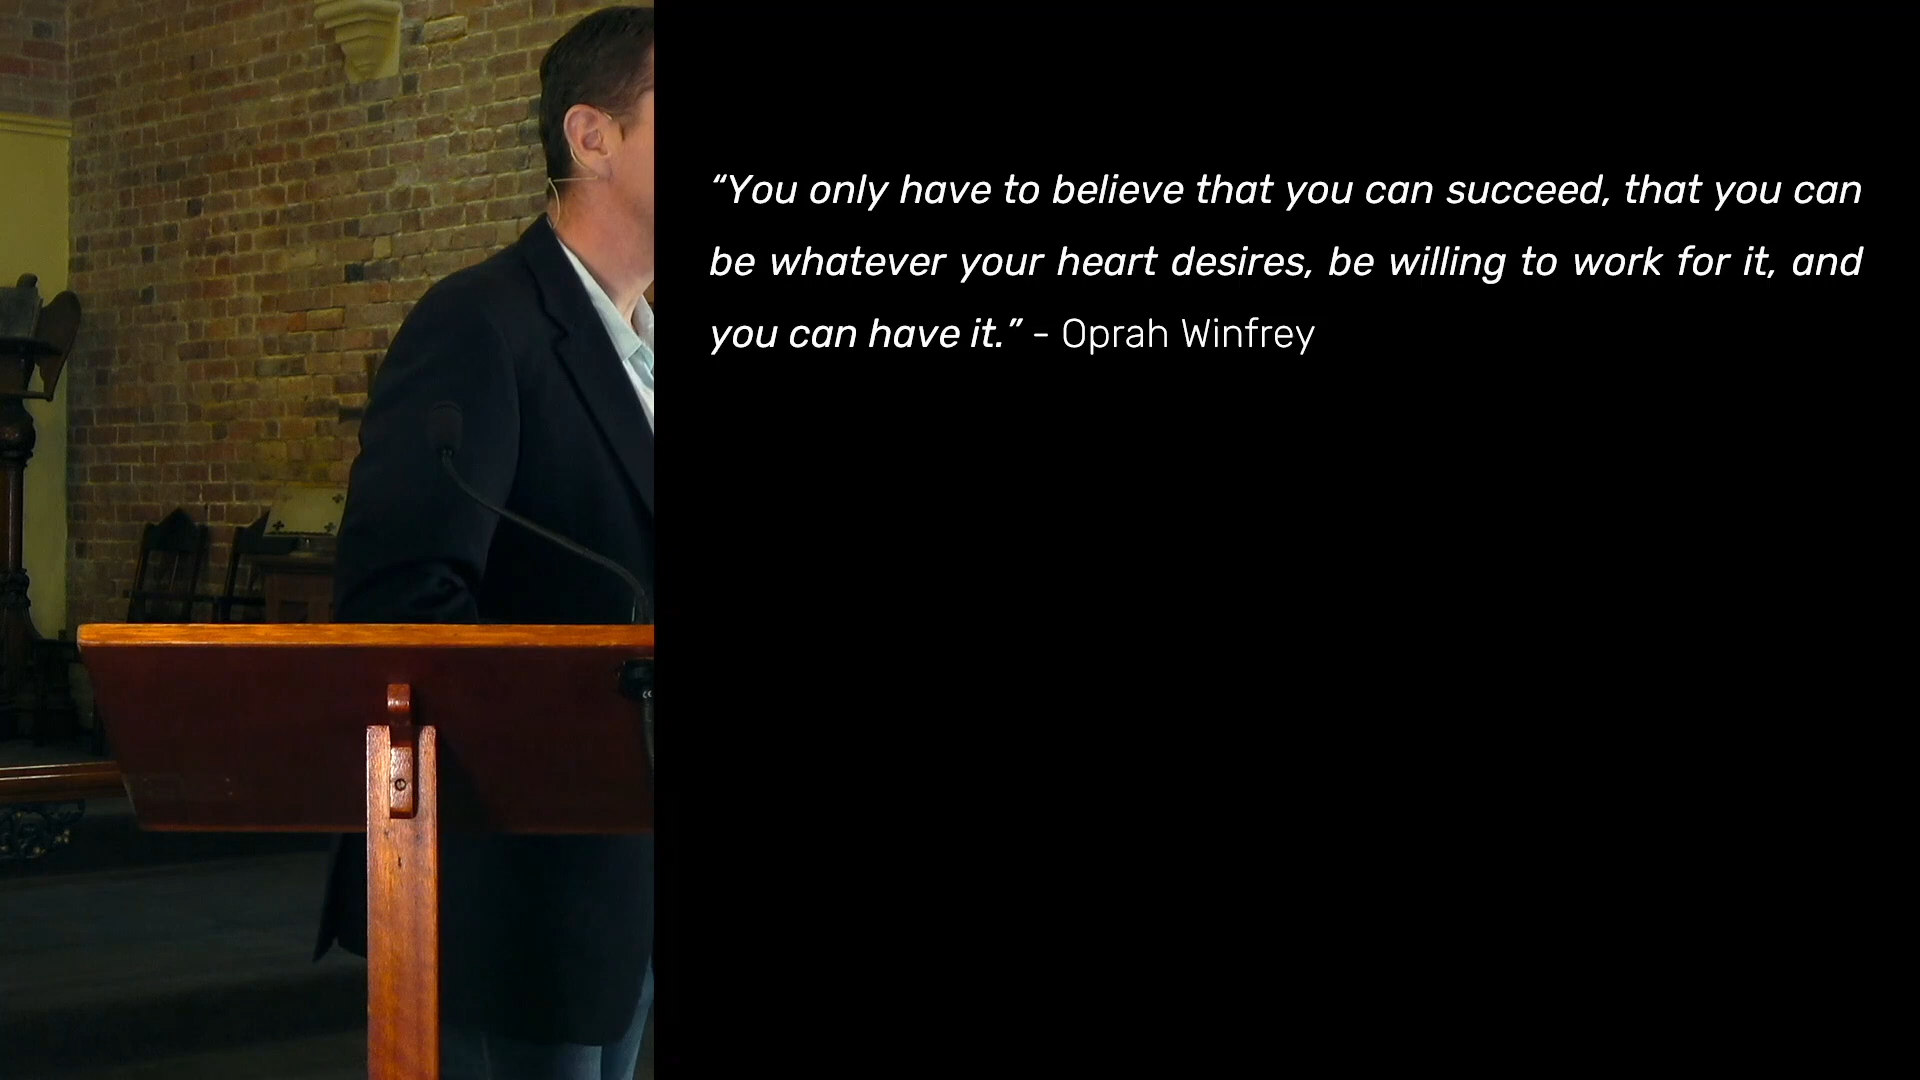 “You only have to believe that you can succeed, that you can
be whatever your heart desires, be willing to work for it, and
you can have it.” - Oprah Winfrey